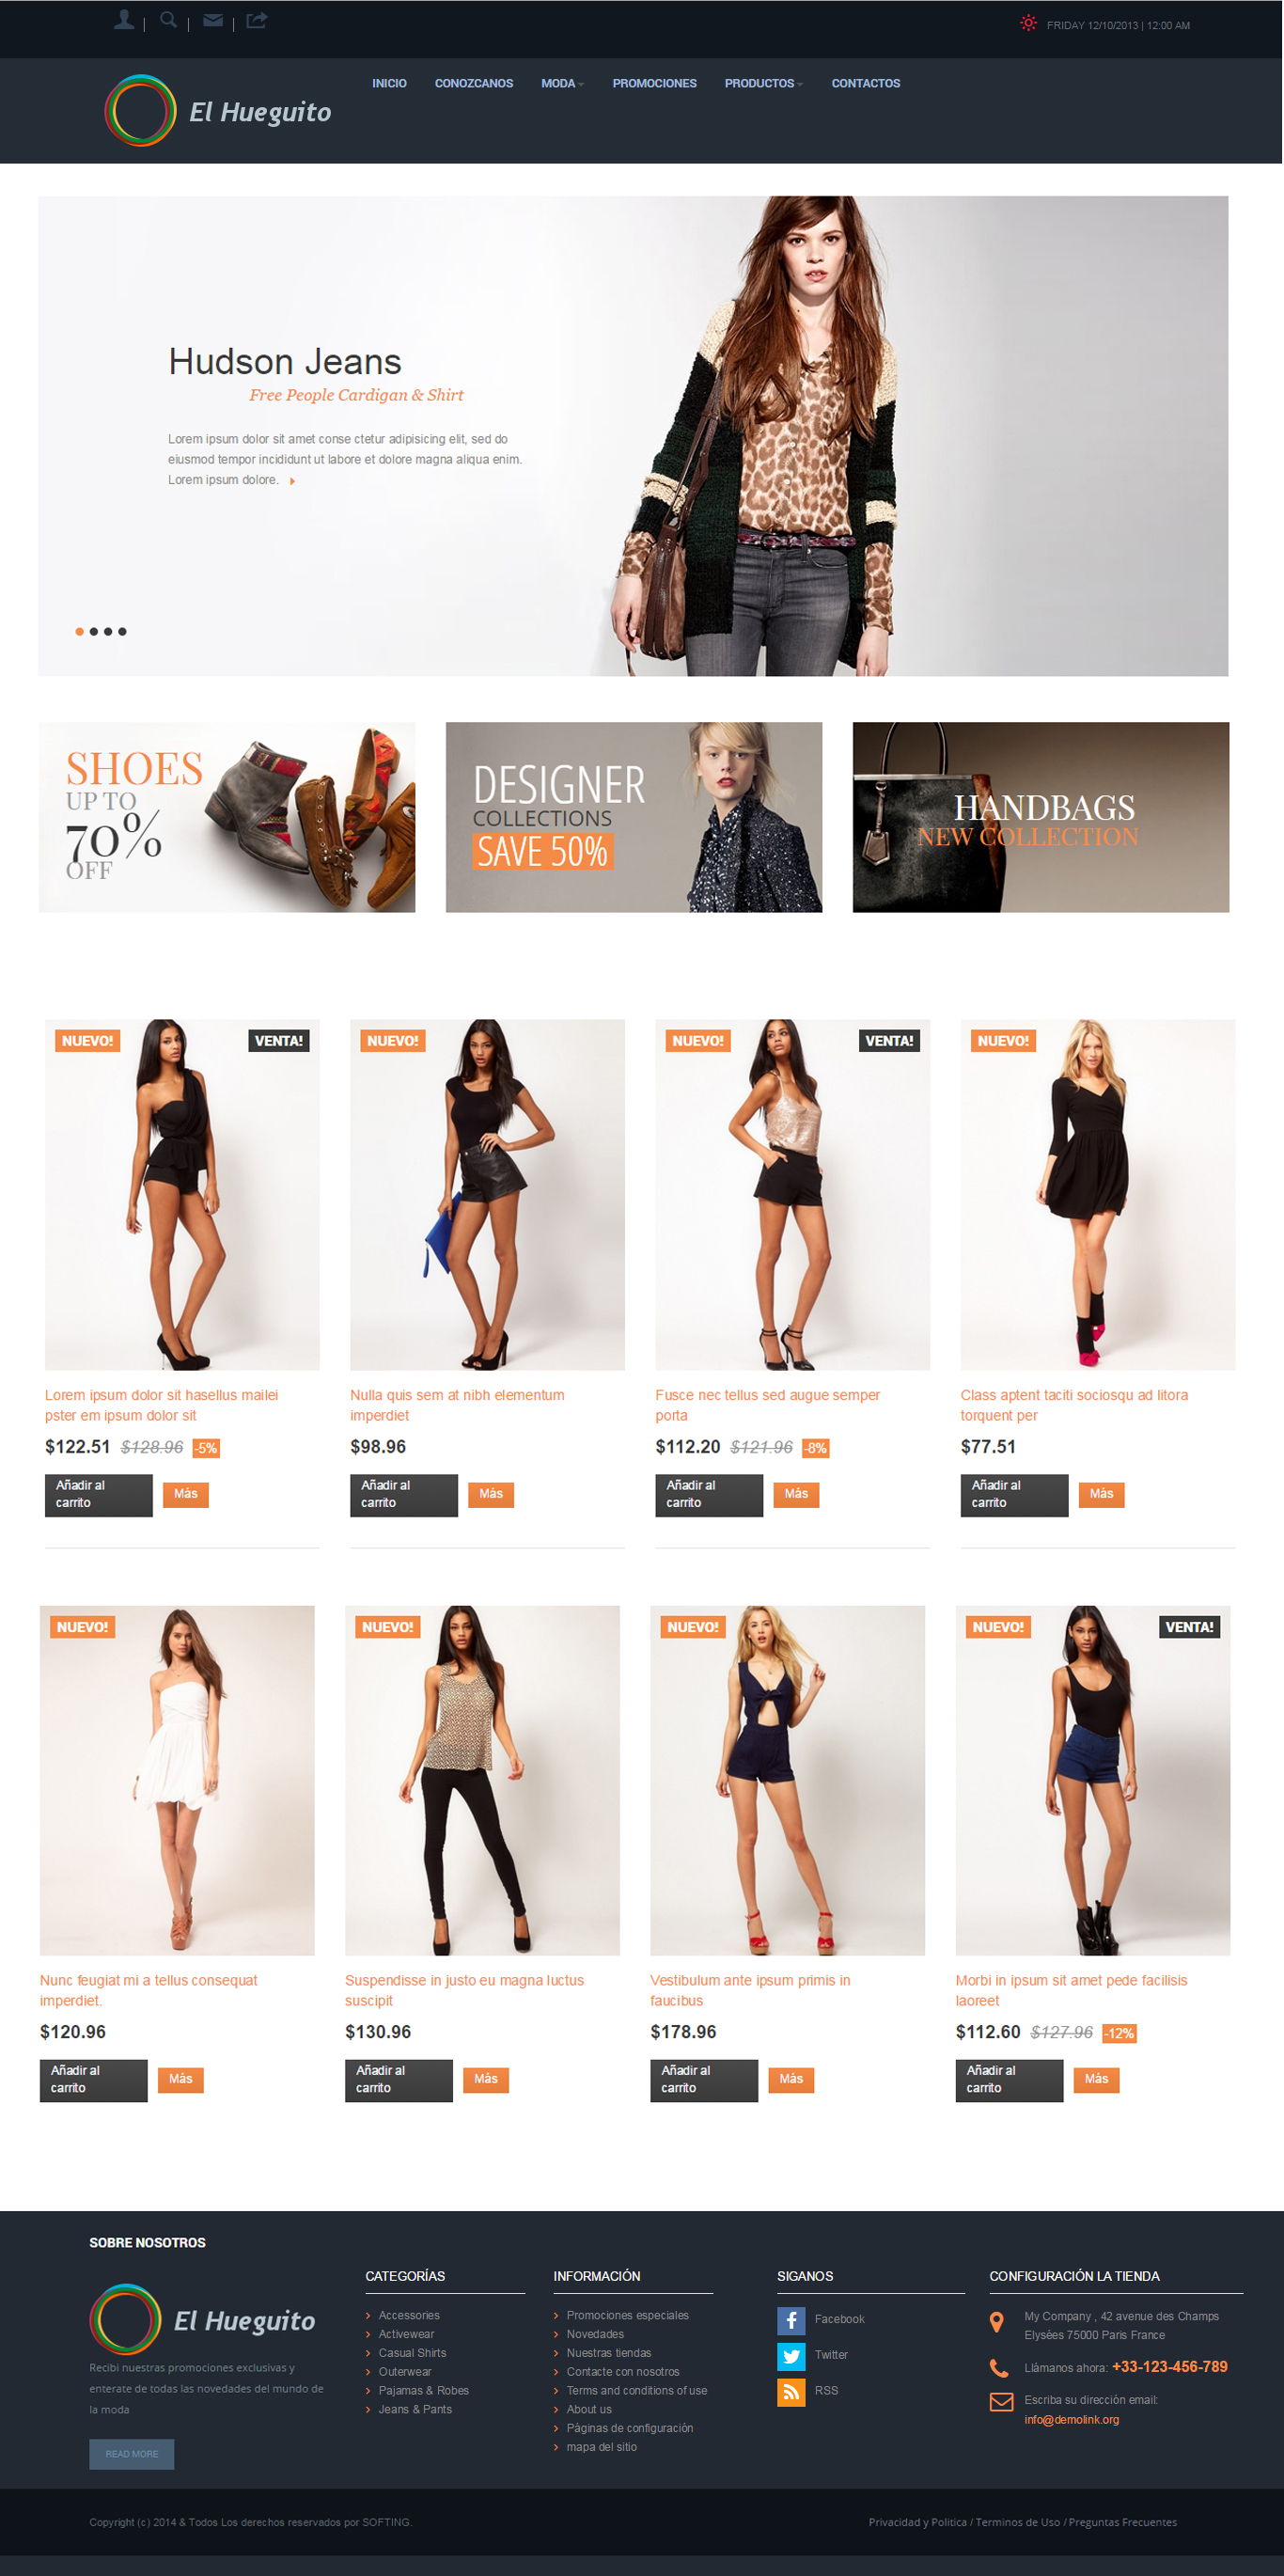 FRIDAY 12/10/2013 | 12:00 AM
El Hueguito
INICIO CONOZCANOS MODA PROMOCIONES PRODUCTOS CONTACTOS
Hudson Jeans
Free People Cardigan & Shirt
Lorem ipsum dolor sit amet conse ctetur adipisicing elit, sed do
eiusmod tempor incididunt ut labore et dolore magna aliqua enim.
Lorem ipsum dolore.
SHOES
UP TO
70%
OFF
DESIGNER
COLLECTIONS
SAVE 50%
HANDBAGS
NEW COLLECTION
NUEVO! VENTA!
Lorem ipsum dolor sit hasellus mailei
pster em ipsum dolor sit
$122.51 $128.96 -5%
Añadir al
carrito
Más
NUEVO!
Nulla quis sem at nibh elementum
imperdiet
$98.96
Añadir al
carrito
Más
NUEVO! VENTA!
Fusce nec tellus sed augue semper
porta
$112.20 $121.96 -8%
Añadir al
carrito
Más
NUEVO!
Class aptent taciti sociosqu ad litora
torquent per
$77.51
Añadir al
carrito
Más
NUEVO!
Nunc feugiat mi a tellus consequat
imperdiet.
$120.96
Añadir al
carrito
Más
NUEVO!
Suspendisse in justo eu magna luctus
suscipit
$130.96
Añadir al
carrito
Más
NUEVO!
Vestibulum ante ipsum primis in
faucibus
$178.96
Añadir al
carrito
Más
NUEVO! VENTA!
Morbi in ipsum sit amet pede facilisis
laoreet
$112.60 $127.96 -12%
Añadir al
carrito
Más
SOBRE NOSOTROS
El Hueguito
Recibi nuestras promociones exclusivas y
enterate de todas las novedades del mundo de
la moda
READ MORE
CATEGORÍAS
Accessories
Activewear
Casual Shirts
Outerwear
Pajamas & Robes
Jeans & Pants
INFORMACIÓN
Promociones especiales
Novedades
Nuestras tiendas
Contacte con nosotros
Terms and conditions of use
About us
Páginas de configuración
mapa del sitio
SIGANOS
Facebook
Twitter
RSS
CONFIGURACIÓN LA TIENDA
My Company , 42 avenue des Champs
Elysées 75000 Paris France
Llámanos ahora: +33-123-456-789
Escriba su dirección email:
info@demolink.org
Copyright (c) 2014 & Todos Los derechos reservados por SOFTING.
Privacidad y Politica / Terminos de Uso / Preguntas Frecuentes